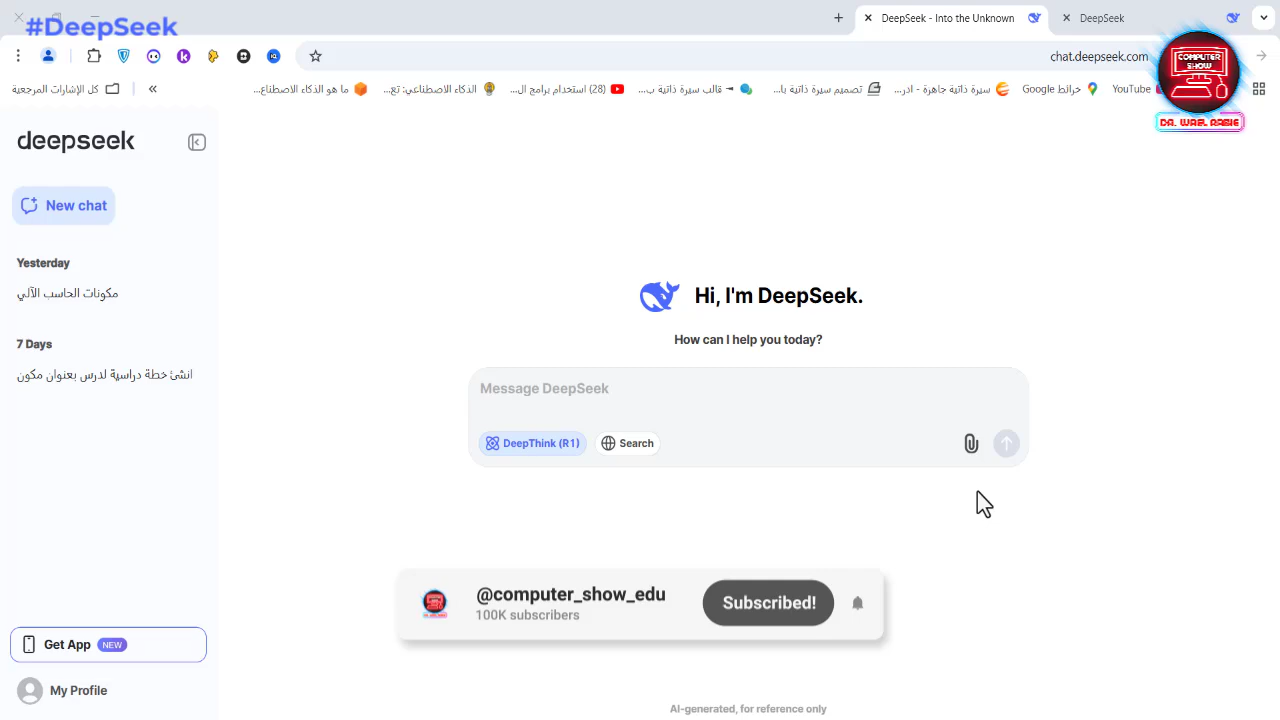 #DeepSeek
DeepSeek - Into the Unknown
DeepSeek
chat.deepseek.com
COMPUTER
SHOW
DR. WAEL RABIE
كل الإشارات المرجعية
ما هو الذكاء الاصطناع...
الذكاء الاصطناعي: تع...
(28) استخدام برامج ال...
قالب سيرة ذاتية ب...
تصميم سيرة ذاتية با...
سيرة ذاتية جاهزة - ادر...
خرائط Google
YouTube
deepseek
New chat
Yesterday
مكونات الحاسب الآلي
7 Days
انشئ خطة دراسية لدرس بعنوان مكون
Hi, I'm DeepSeek.
How can I help you today?
Message DeepSeek
DeepThink (R1)
Search
@computer_show_edu
100K subscribers
Subscribed!
Get App NEW
My Profile
AI-generated, for reference only